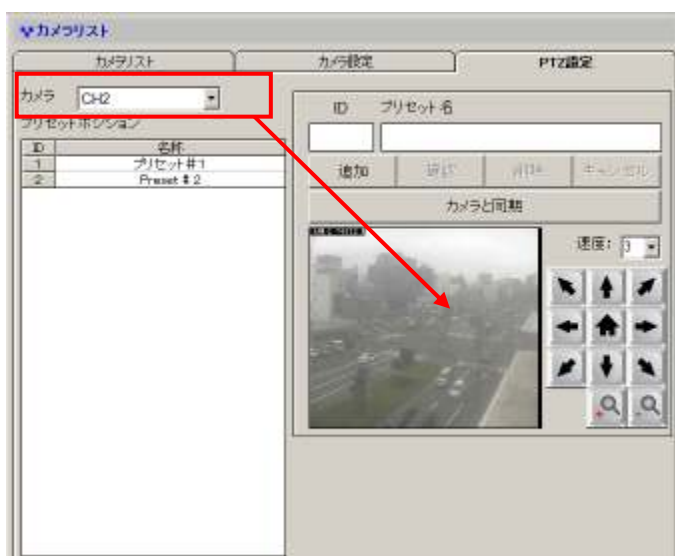 カメラリスト
カメラリスト
カメラ設定
PTZ設定
カメラ
CH2
プリセットポジション
ID
名称
1
プリセット#1
2
Preset # 2
ID
プリセット名
追加
確認
削除
キャンセル
カメラと同期
速度：
3